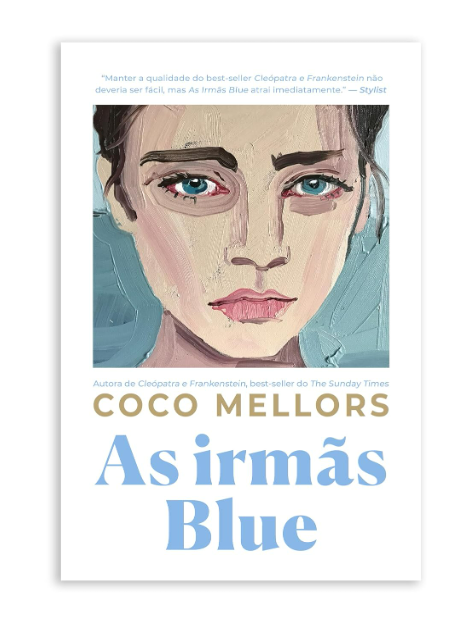 “Manter a qualidade do best-seller Cleópatra e Frankenstein não
deveria ser fácil, mas As Irmãs Blue atrai imediatamente.” — Stylist
Autora de Cleópatra e Frankenstein, best-seller do The Sunday Times
COCO MELLORS
As irmãs
Blue